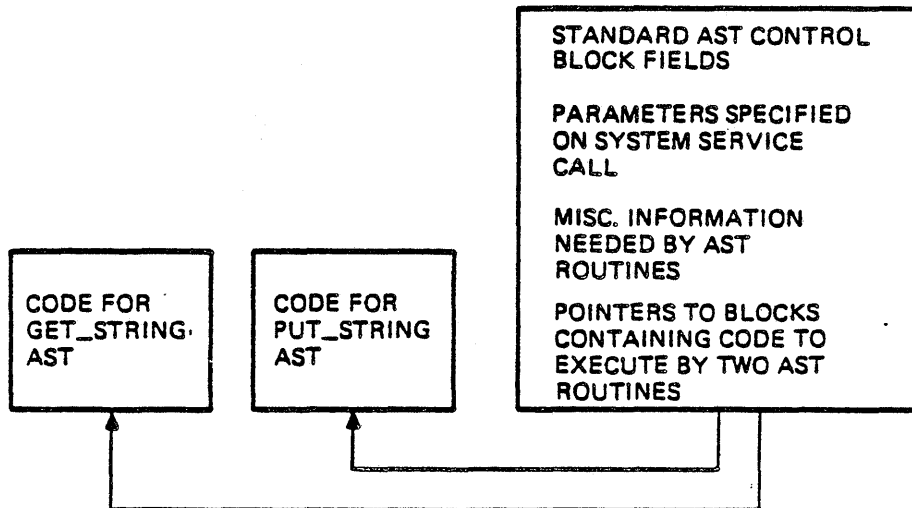 STANDARD AST CONTROL
BLOCK FIELDS
PARAMETERS SPECIFIED
ON SYSTEM SERVICE
CALL
MISC. INFORMATION
NEEDED BY AST
ROUTINES
POINTERS TO BLOCKS
CONTAINING CODE TO
EXECUTE BY TWO AST
ROUTINES
CODE FOR
GET_STRING
AST
CODE FOR
PUT_STRING
AST